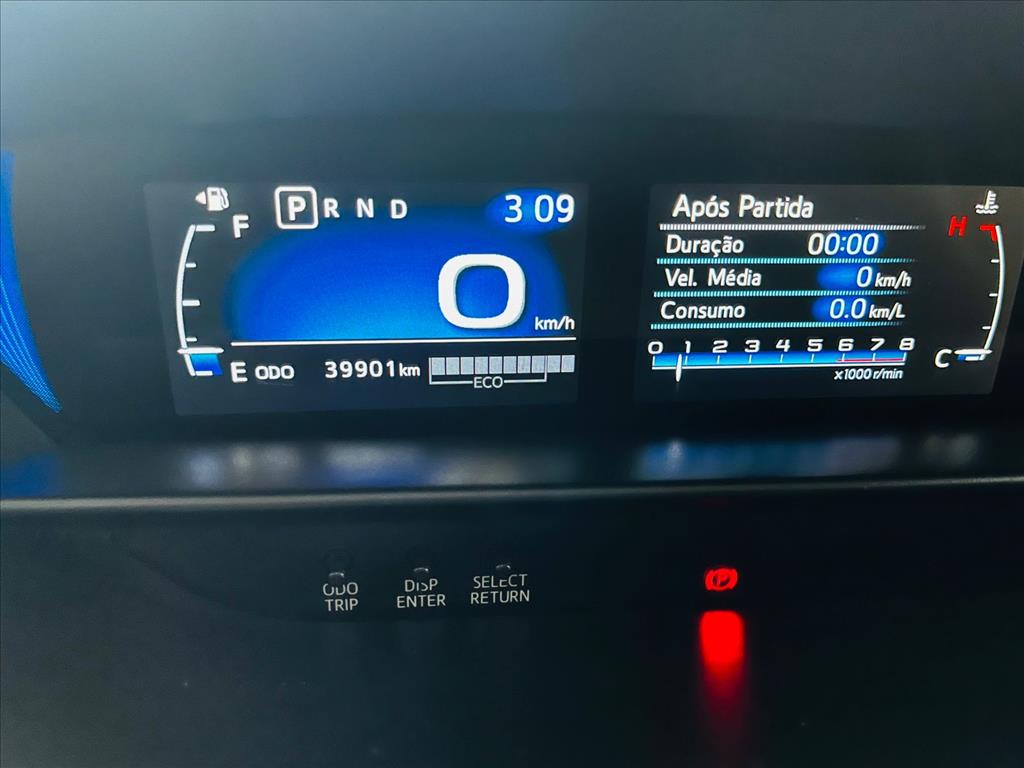 F P R N D 3 09
0 km/h
E ODO 39901 km ECO
Após Partida
Duração 00:00
Vel. Média 0 km/h
Consumo 0.0 km/L
0 1 2 3 4 5 6 7 8
x1000 r/min
H
C
ODO
TRIP
DISP
ENTER
SELECT
RETURN
P